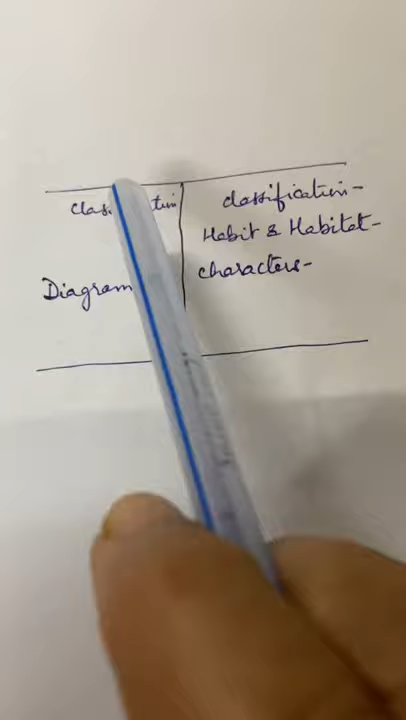 Diagram
classification-
Habit & Habitat-
characters-